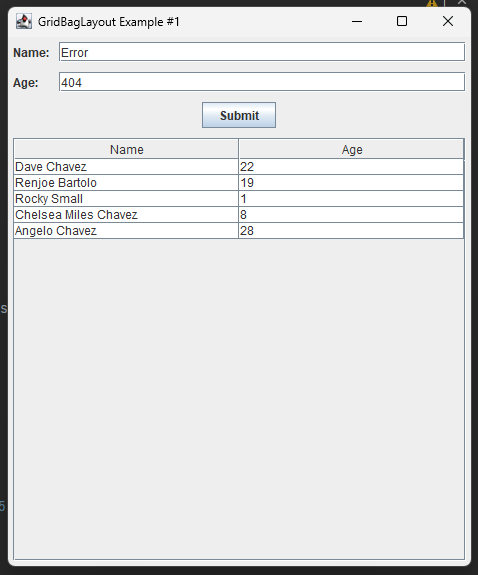 GridBagLayout Example #1
Name: Error
Age: 404
Submit
Name Age
Dave Chavez 22
Renjoe Bartolo 19
Rocky Small 1
Chelsea Miles Chavez 8
Angelo Chavez 28
s
5